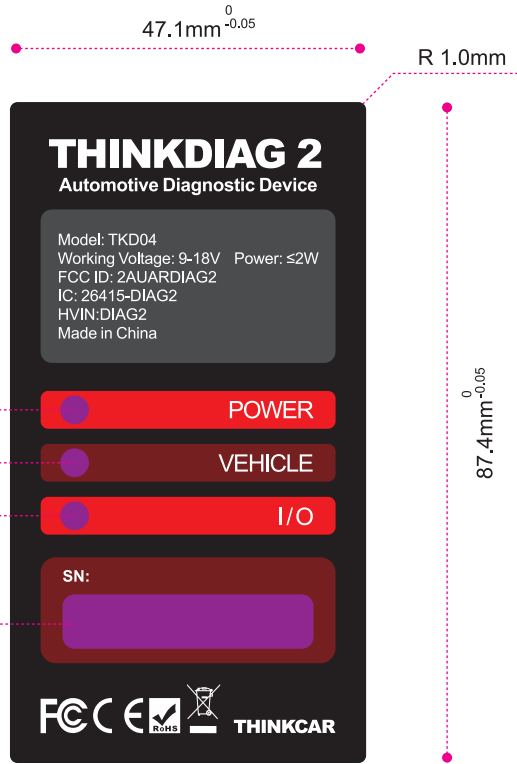 47.1mm 0 -0.05
R 1.0mm
THINKDIAG 2
Automotive Diagnostic Device
Model: TKD04
Working Voltage: 9-18V Power: ≤2W
FCC ID: 2AUARDIAG2
IC: 26415-DIAG2
HVIN:DIAG2
Made in China
87.4mm 0 -0.05
POWER
VEHICLE
I/O
SN:
FC CE RoHS THINKCAR